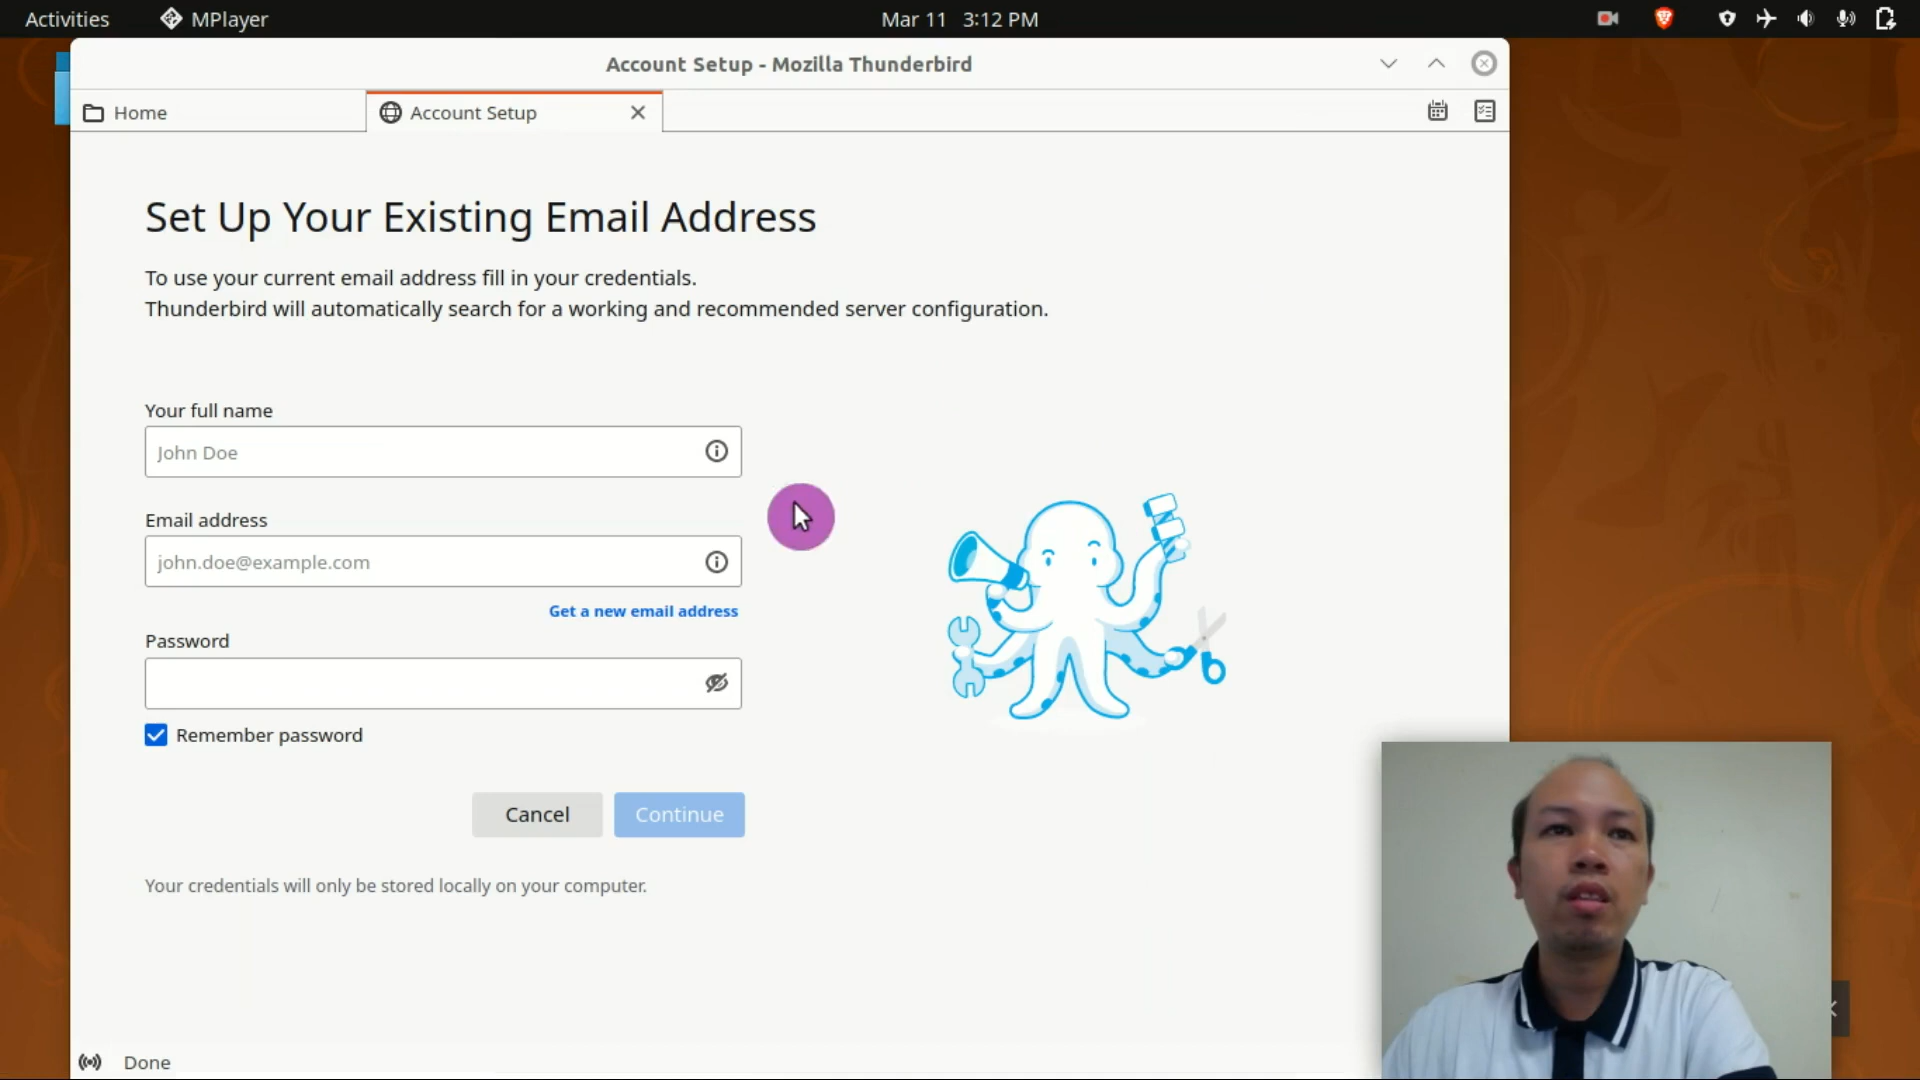 Activities
MPlayer
Mar 11 3:12 PM
Account Setup - Mozilla Thunderbird
Home
Account Setup
Set Up Your Existing Email Address
To use your current email address fill in your credentials.
Thunderbird will automatically search for a working and recommended server configuration.
Your full name
John Doe
Email address
john.doe@example.com
Get a new email address
Password
Remember password
Cancel
Continue
Your credentials will only be stored locally on your computer.
Done